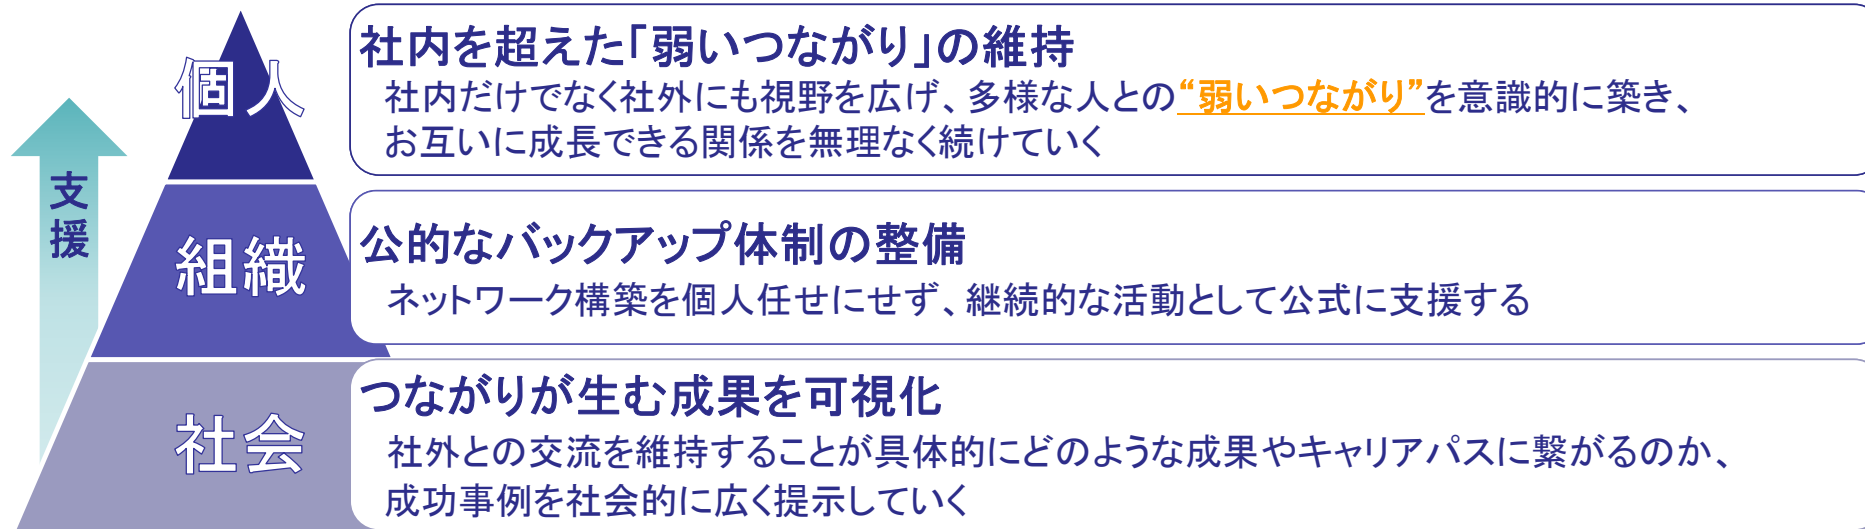 個人
社内を超えた「弱いつながり」の維持
社内だけでなく社外にも視野を広げ、多様な人との“弱いつながり”を意識的に築き、
お互いに成長できる関係を無理なく続けていく
支援
組織
公的なバックアップ体制の整備
ネットワーク構築を個人任せにせず、継続的な活動として公式に支援する
社会
つながりが生む成果を可視化
社外との交流を維持することが具体的にどのような成果やキャリアパスに繋がるのか、
成功事例を社会的に広く提示していく